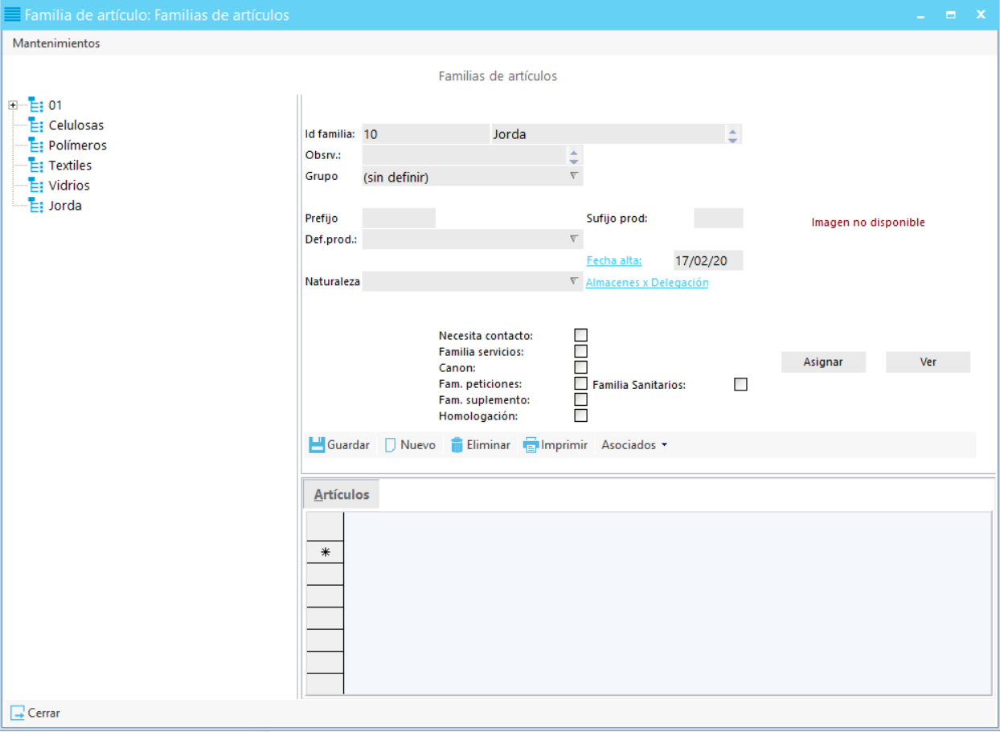 Familia de artículo: Familias de artículos
Mantenimientos
Familias de artículos
01
Celulosas
Polímeros
Textiles
Vidrios
Jorda
Id familia: 10 Jorda
Obsrv.:
Grupo (sin definir)
Prefijo Sufijo prod:
Imagen no disponible
Def.prod.:
Fecha alta: 17/02/20
Naturaleza Almacenes x Delegación
Necesita contacto:
Familia servicios:
Canon:
Fam. peticiones: Familia Sanitarios:
Fam. suplemento:
Homologación:
Asignar Ver
Guardar Nuevo Eliminar Imprimir Asociados
Artículos
Cerrar